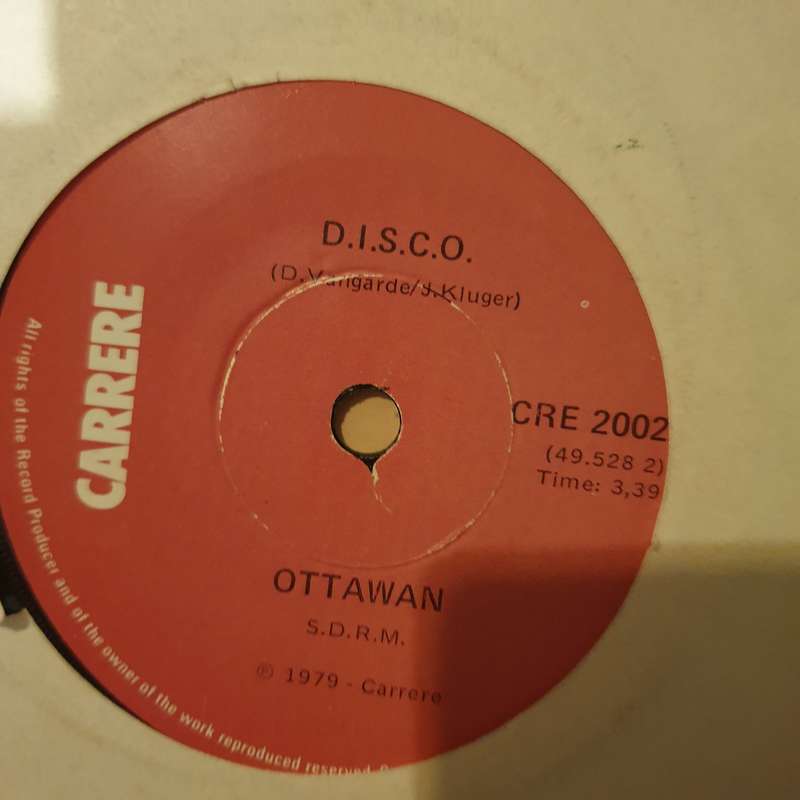 D.I.S.C.O.
(D.Vangarde/J.Kluger)
CARRERE
CRE 2002
(49.528 2)
Time: 3,39
OTTAWAN
S.D.R.M.
℗ 1979 - Carrere
All rights of the Record Producer and of the owner of the work reproduced reserved.